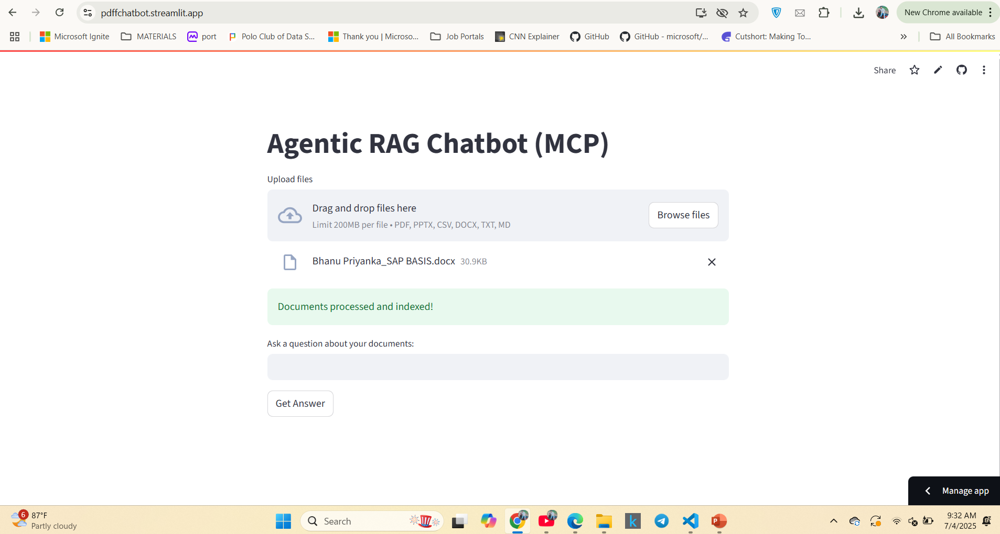 pdffchatbot.streamlit.app
New Chrome available
Microsoft Ignite
MATERIALS
port
Polo Club of Data S...
Thank you | Microso...
Job Portals
CNN Explainer
GitHub
GitHub - microsoft/...
Cutshort: Making To...
All Bookmarks
Share
Agentic RAG Chatbot (MCP)
Upload files
Drag and drop files here
Limit 200MB per file • PDF, PPTX, CSV, DOCX, TXT, MD
Browse files
Bhanu Priyanka_SAP BASIS.docx 30.9KB
Documents processed and indexed!
Ask a question about your documents:
Get Answer
Manage app
6
87°F
Partly cloudy
Search
9:32 AM
7/4/2025